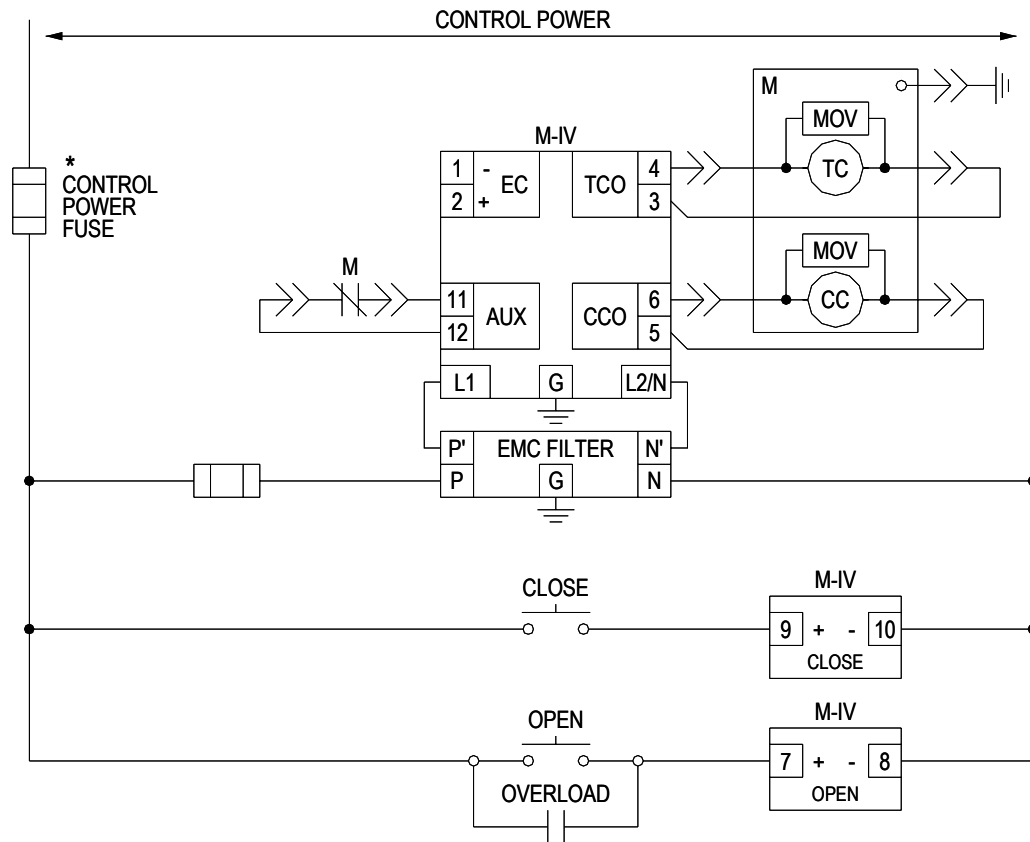 CONTROL POWER
M
MOV
TC
*
CONTROL
POWER
FUSE
M-IV
1 - EC
2 +
TCO 4
3
MOV
CC
M
11 AUX
12
CCO 6
5
L1 G L2/N
P' EMC FILTER N'
P G N
CLOSE
M-IV
9 + - 10
CLOSE
OPEN
M-IV
7 + - 8
OPEN
OVERLOAD